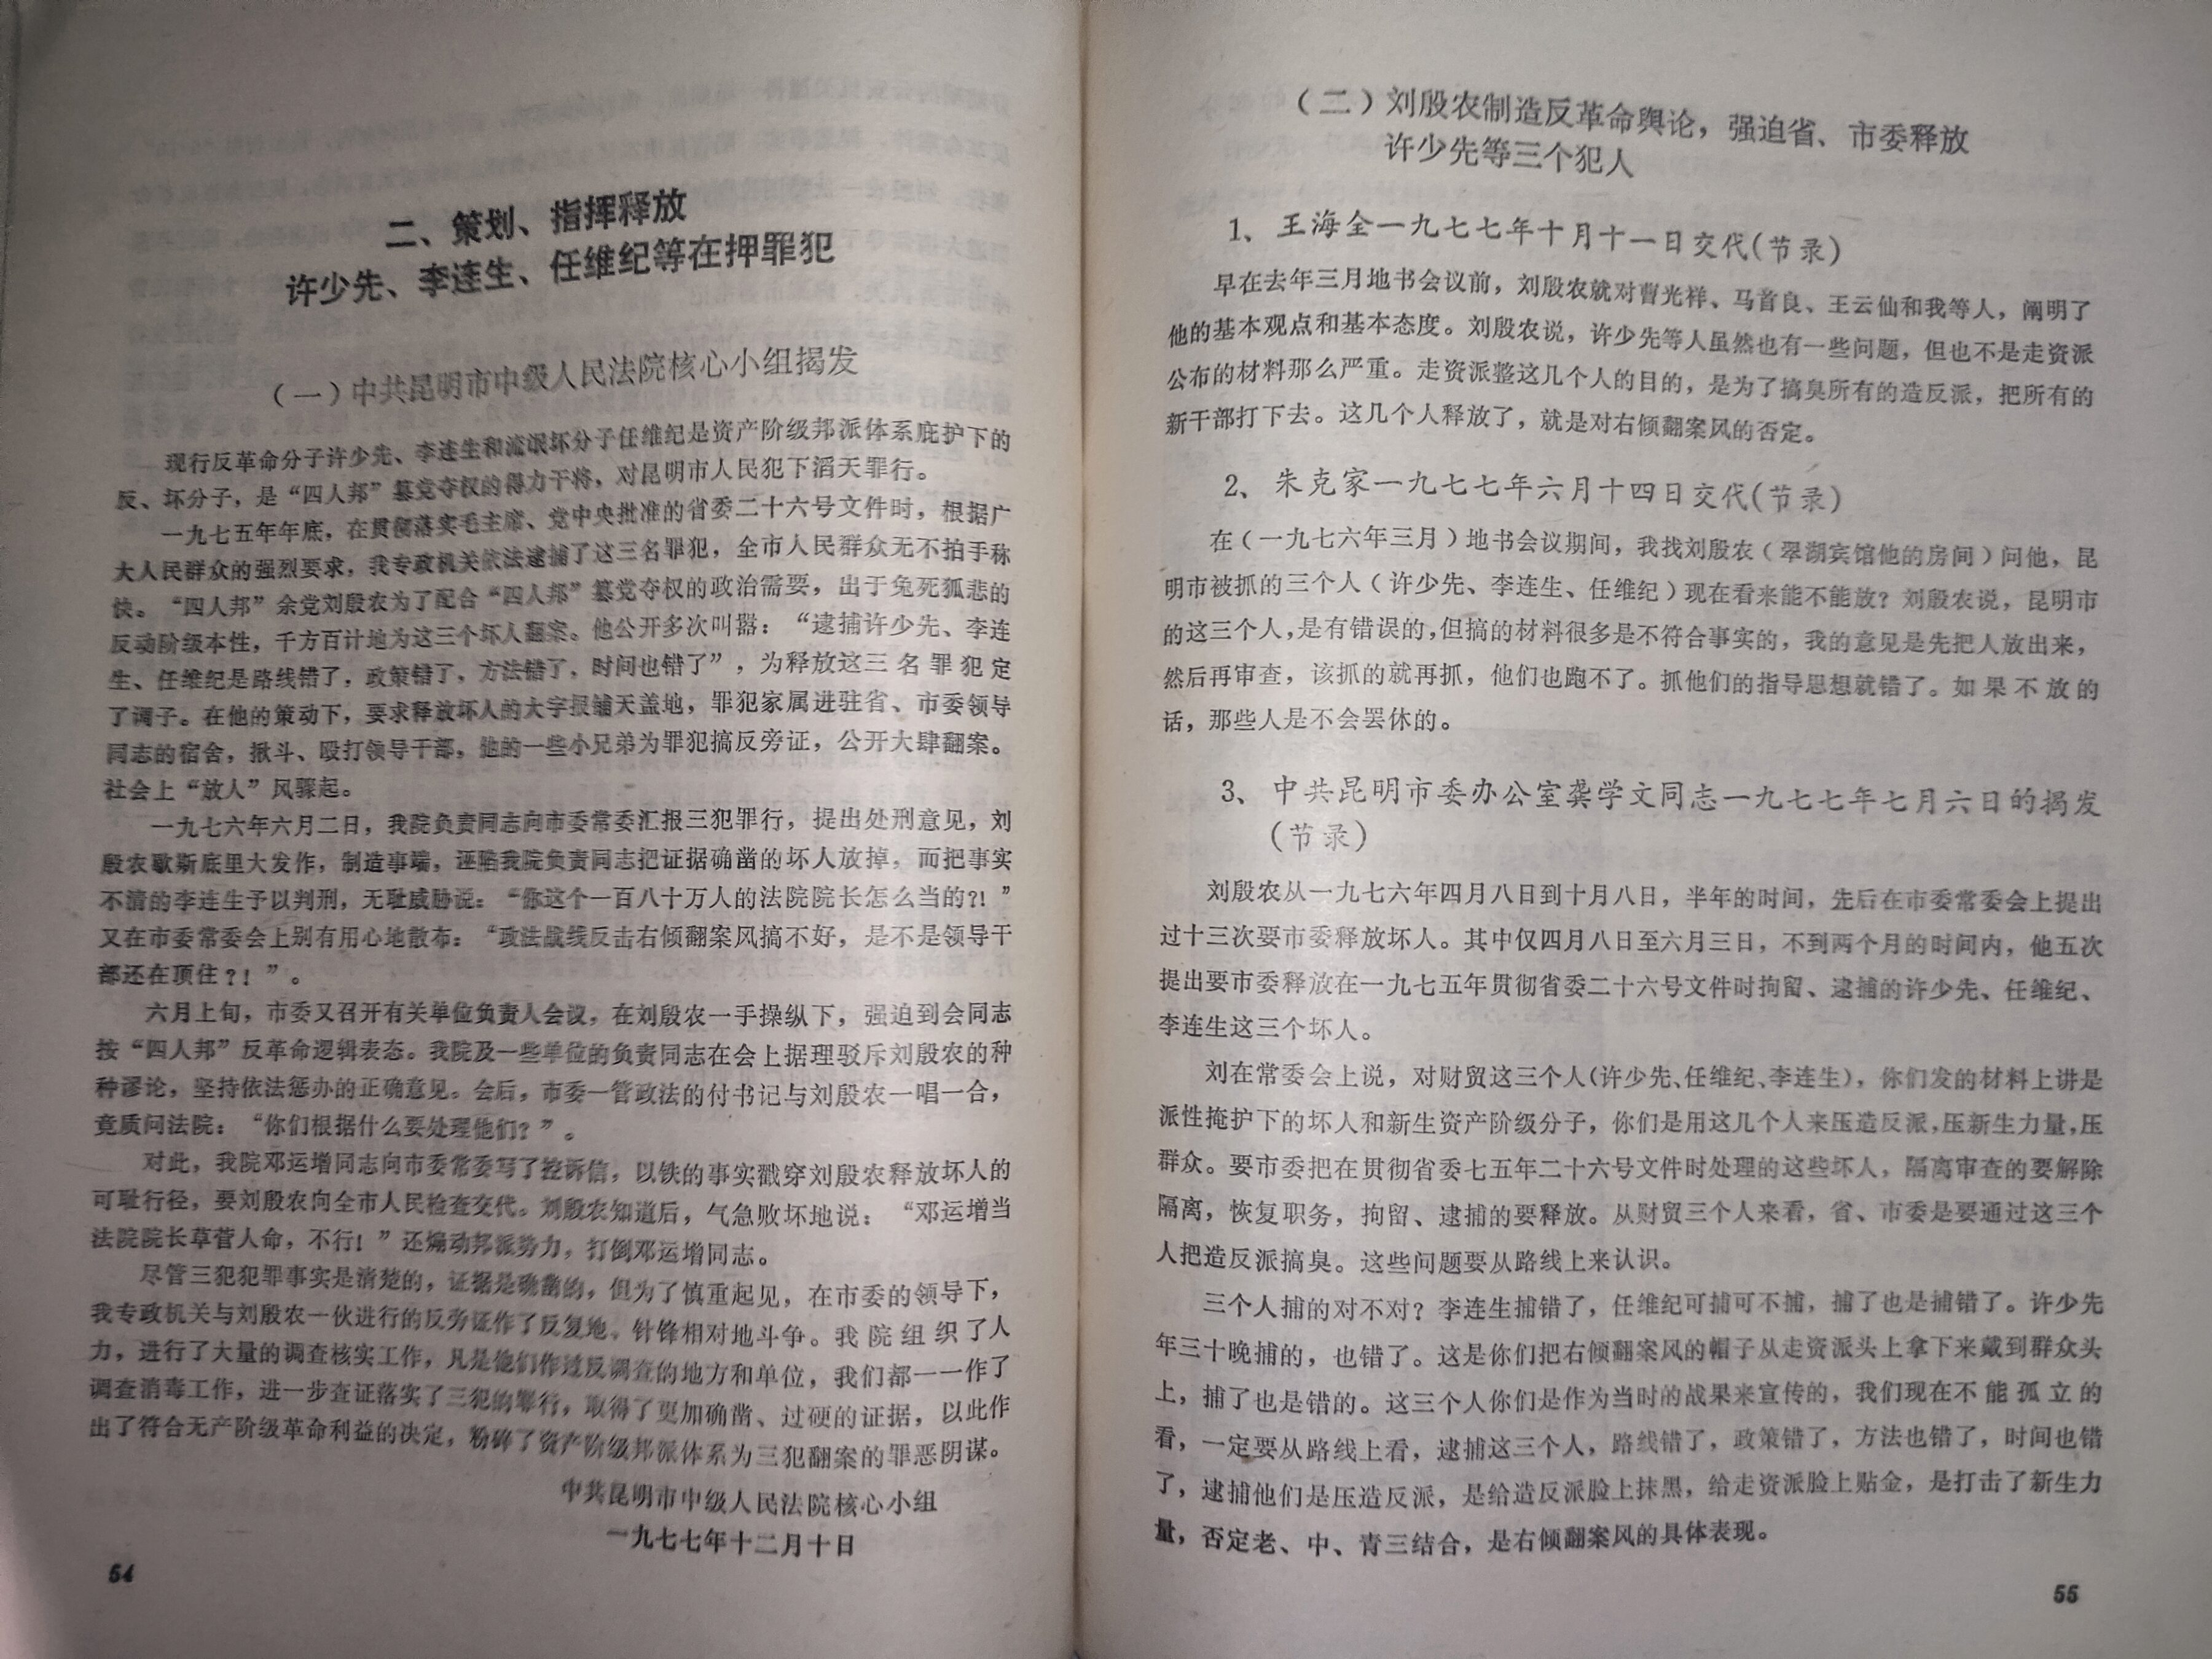 二、策划、指挥释放
许少先、李连生、任维纪等在押罪犯
（一）中共昆明市中级人民法院核心小组揭发
现行反革命分子许少先、李连生和流氓坏分子任维纪是资产阶级邦派体系庇护下的
反、坏分子，是“四人邦”篡党夺权的得力干将，对昆明市人民犯下滔天罪行。
一九七五年年底，在贯彻落实毛主席、党中央批准的省委二十六号文件时，根据广
大人民群众的强烈要求，我专政机关依法逮捕了这三名罪犯，全市人民群众无不拍手称
快。“四人邦”余党刘殷农为了配合“四人邦”篡党夺权的政治需要，出于兔死狐悲的
反动阶级本性，千方百计地为这三个坏人翻案。他公开多次叫嚣：“逮捕许少先、李连
生、任维纪是路线错了，政策错了，方法错了，时间也错了”，为释放这三名罪犯定
了调子。在他的策动下，要求释放坏人的大字报铺天盖地，罪犯家属进驻省、市委领导
同志的宿舍，揪斗、殴打领导干部，他的一些小兄弟为罪犯搞反旁证，公开大肆翻案。
社会上“放人”风骤起。
一九七六年六月二日，我院负责同志向市委常委汇报三犯罪行，提出处刑意见，刘
殷农歇斯底里大发作，制造事端，诬陷我院负责同志把证据确凿的坏人放掉，而把事实
不清的李连生予以判刑，无耻威胁说：“你这个一百八十万人的法院院长怎么当的?！”
又在市委常委会上别有用心地散布：“政法战线反击右倾翻案风搞不好，是不是领导干
部还在顶住?！”。
六月上旬，市委又召开有关单位负责人会议，在刘殷农一手操纵下，强迫到会同志
按“四人邦”反革命逻辑表态。我院及一些单位的负责同志在会上据理驳斥刘殷农的种
种谬论，坚持依法惩办的正确意见。会后，市委一管政法的付书记与刘殷农一唱一合，
竟质问法院：“你们根据什么要处理他们？”。
对此，我院邓运增同志向市委常委写了控诉信，以铁的事实戳穿刘殷农释放坏人的
可耻行径，要刘殷农向全市人民检查交代。刘殷农知道后，气急败坏地说：“邓运增当
法院院长草菅人命，不行！”还煽动邦派势力，打倒邓运增同志。
尽管三犯犯罪事实是清楚的，证据是确凿的，但为了慎重起见，在市委的领导下，
我专政机关与刘殷农一伙进行的反旁证作了反复地、针锋相对地斗争。我院组织了人
力，进行了大量的调查核实工作，凡是他们作过反调查的地方和单位，我们都一一作了
调查消毒工作，进一步查证落实了三犯的罪行，取得了更加确凿、过硬的证据，以此作
出了符合无产阶级革命利益的决定，粉碎了资产阶级邦派体系为三犯翻案的罪恶阴谋。
中共昆明市中级人民法院核心小组
一九七七年十二月十日
54
（二）刘殷农制造反革命舆论，强迫省、市委释放
许少先等三个犯人
1、王海全一九七七年十月十一日交代(节录)
早在去年三月地书会议前，刘殷农就对曹光祥、马首良、王云仙和我等人，阐明了
他的基本观点和基本态度。刘殷农说，许少先等人虽然也有一些问题，但也不是走资派
公布的材料那么严重。走资派整这几个人的目的，是为了搞臭所有的造反派，把所有的
新干部打下去。这几个人释放了，就是对右倾翻案风的否定。
2、朱克家一九七七年六月十四日交代(节录)
在（一九七六年三月）地书会议期间，我找刘殷农（翠湖宾馆他的房间）问他，昆
明市被抓的三个人（许少先、李连生、任维纪）现在看来能不能放？刘殷农说，昆明市
的这三个人，是有错误的，但搞的材料很多是不符合事实的，我的意见是先把人放出来，
然后再审查，该抓的就再抓，他们也跑不了。抓他们的指导思想就错了。如果不放的
话，那些人是不会罢休的。
3、中共昆明市委办公室龚学文同志一九七七年七月六日的揭发
(节录)
刘殷农从一九七六年四月八日到十月八日，半年的时间，先后在市委常委会上提出
过十三次要市委释放坏人。其中仅四月八日至六月三日，不到两个月的时间内，他五次
提出要市委释放在一九七五年贯彻省委二十六号文件时拘留、逮捕的许少先、任维纪、
李连生这三个坏人。
刘在常委会上说，对财贸这三个人(许少先、任维纪、李连生)，你们发的材料上讲是
派性掩护下的坏人和新生资产阶级分子，你们是用这几个人来压造反派，压新生力量，压
群众。要市委把在贯彻省委七五年二十六号文件时处理的这些坏人，隔离审查的要解除
隔离，恢复职务，拘留、逮捕的要释放。从财贸三个人来看，省、市委是要通过这三个
人把造反派搞臭。这些问题要从路线上来认识。
三个人捕的对不对？李连生捕错了，任维纪可捕可不捕，捕了也是捕错了。许少先
年三十晚捕的，也错了。这是你们把右倾翻案风的帽子从走资派头上拿下来戴到群众头
上，捕了也是错的。这三个人你们是作为当时的战果来宣传的，我们现在不能孤立的
看，一定要从路线上看，逮捕这三个人，路线错了，政策错了，方法也错了，时间也错
了，逮捕他们是压造反派，是给造反派脸上抹黑，给走资派脸上贴金，是打击了新生力
量，否定老、中、青三结合，是右倾翻案风的具体表现。
55